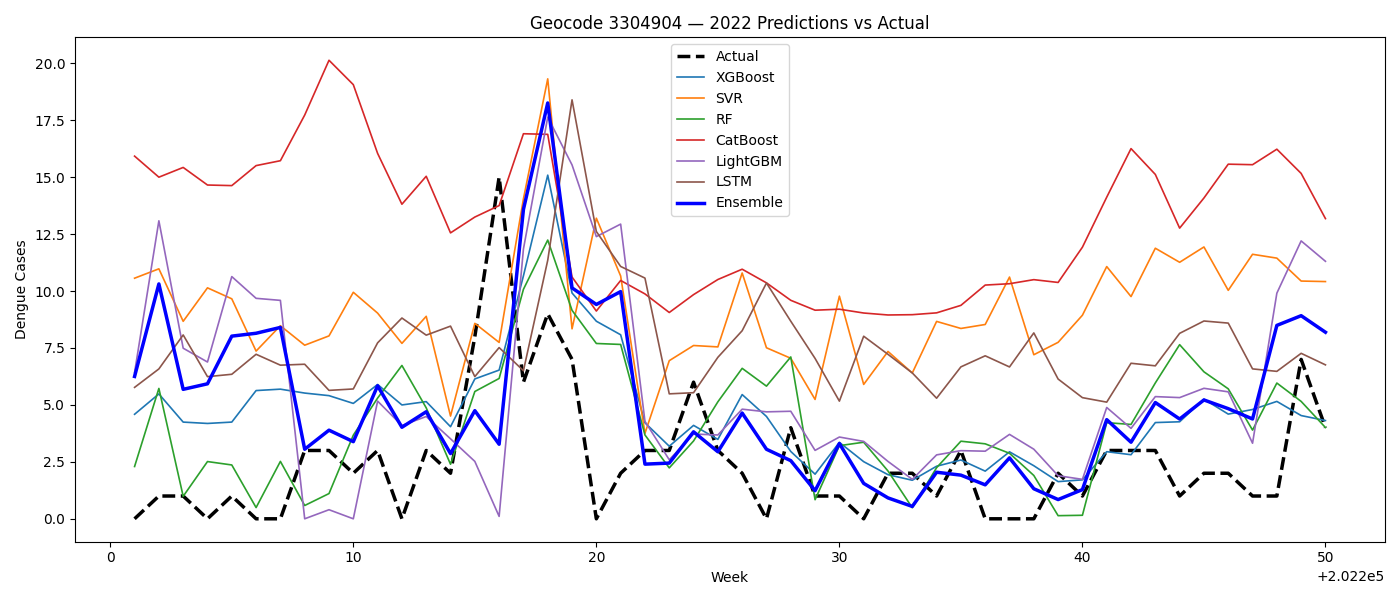 Geocode 3304904 — 2022 Predictions vs Actual
Dengue Cases
20.0
17.5
15.0
12.5
10.0
7.5
5.0
2.5
0.0
Actual
XGBoost
SVR
RF
CatBoost
LightGBM
LSTM
Ensemble
0
10
20
30
40
50
Week
+2.022e5